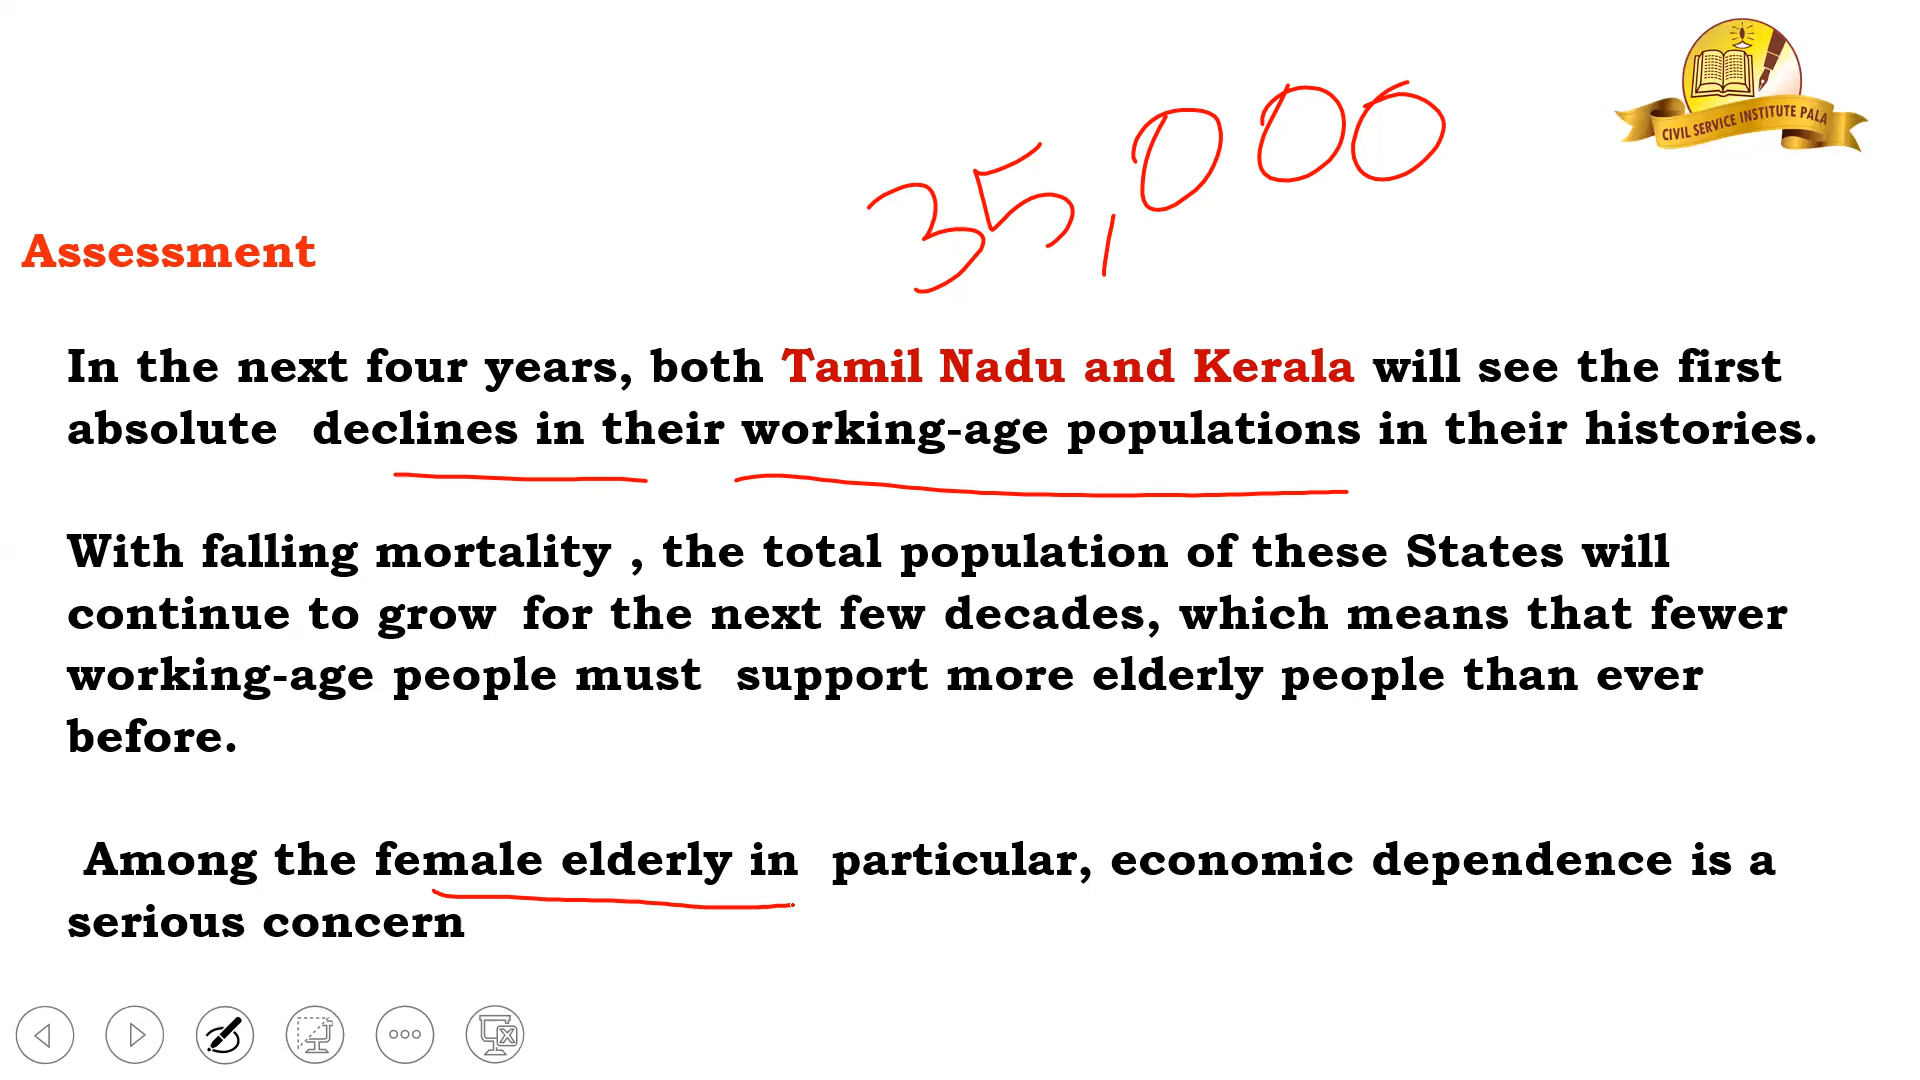 CIVIL SERVICE INSTITUTE PALA
35,000
Assessment
In the next four years, both Tamil Nadu and Kerala will see the first
absolute declines in their working-age populations in their histories.
With falling mortality , the total population of these States will
continue to grow for the next few decades, which means that fewer
working-age people must support more elderly people than ever
before.
Among the female elderly in particular, economic dependence is a
serious concern